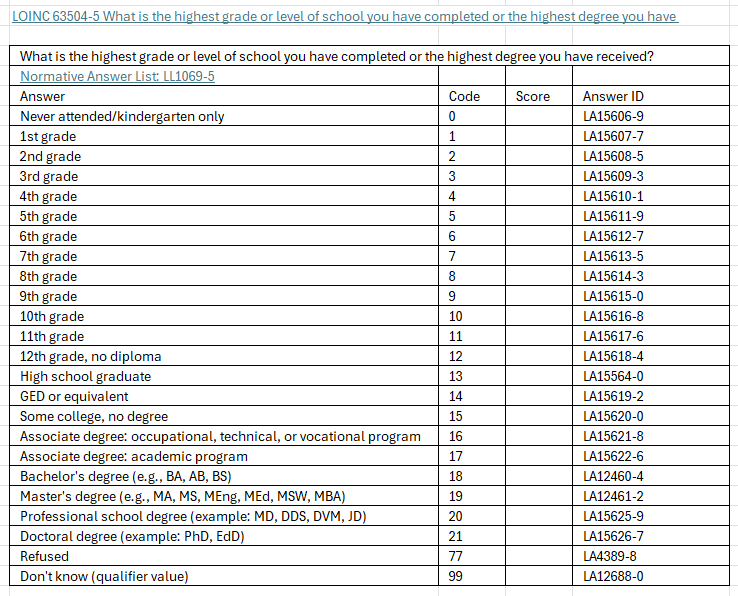 LOINC 63504-5 What is the highest grade or level of school you have completed or the highest degree you have
What is the highest grade or level of school you have completed or the highest degree you have received?
Normative Answer List: LL1069-5
Answer Code Score Answer ID
Never attended/kindergarten only 0 LA15606-9
1st grade 1 LA15607-7
2nd grade 2 LA15608-5
3rd grade 3 LA15609-3
4th grade 4 LA15610-1
5th grade 5 LA15611-9
6th grade 6 LA15612-7
7th grade 7 LA15613-5
8th grade 8 LA15614-3
9th grade 9 LA15615-0
10th grade 10 LA15616-8
11th grade 11 LA15617-6
12th grade, no diploma 12 LA15618-4
High school graduate 13 LA15564-0
GED or equivalent 14 LA15619-2
Some college, no degree 15 LA15620-0
Associate degree: occupational, technical, or vocational program 16 LA15621-8
Associate degree: academic program 17 LA15622-6
Bachelor's degree (e.g., BA, AB, BS) 18 LA12460-4
Master's degree (e.g., MA, MS, MEng, MEd, MSW, MBA) 19 LA12461-2
Professional school degree (example: MD, DDS, DVM, JD) 20 LA15625-9
Doctoral degree (example: PhD, EdD) 21 LA15626-7
Refused 77 LA4389-8
Don't know (qualifier value) 99 LA12688-0